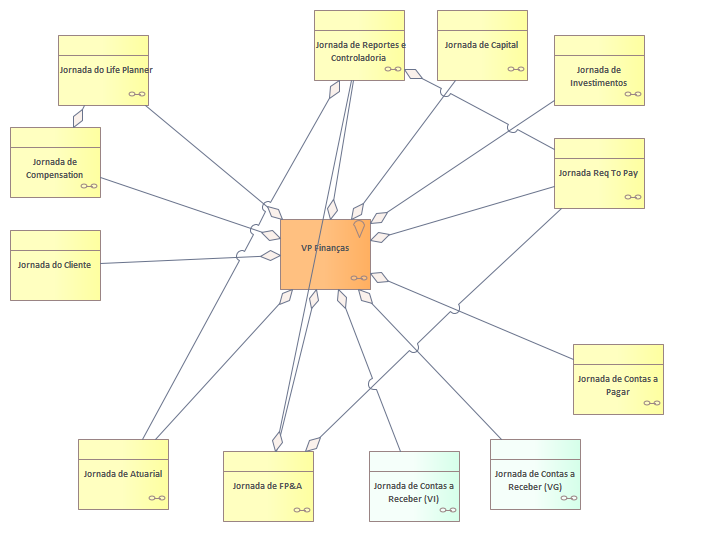 Jornada de Reportes e
Controladoria
Jornada de Capital
Jornada do Life Planner
Jornada de
Investimentos
Jornada de
Compensation
Jornada Req To Pay
VP Finanças
Jornada do Cliente
Jornada de Contas a
Pagar
Jornada de Atuarial
Jornada de FP&A
Jornada de Contas a
Receber (VI)
Jornada de Contas a
Receber (VG)